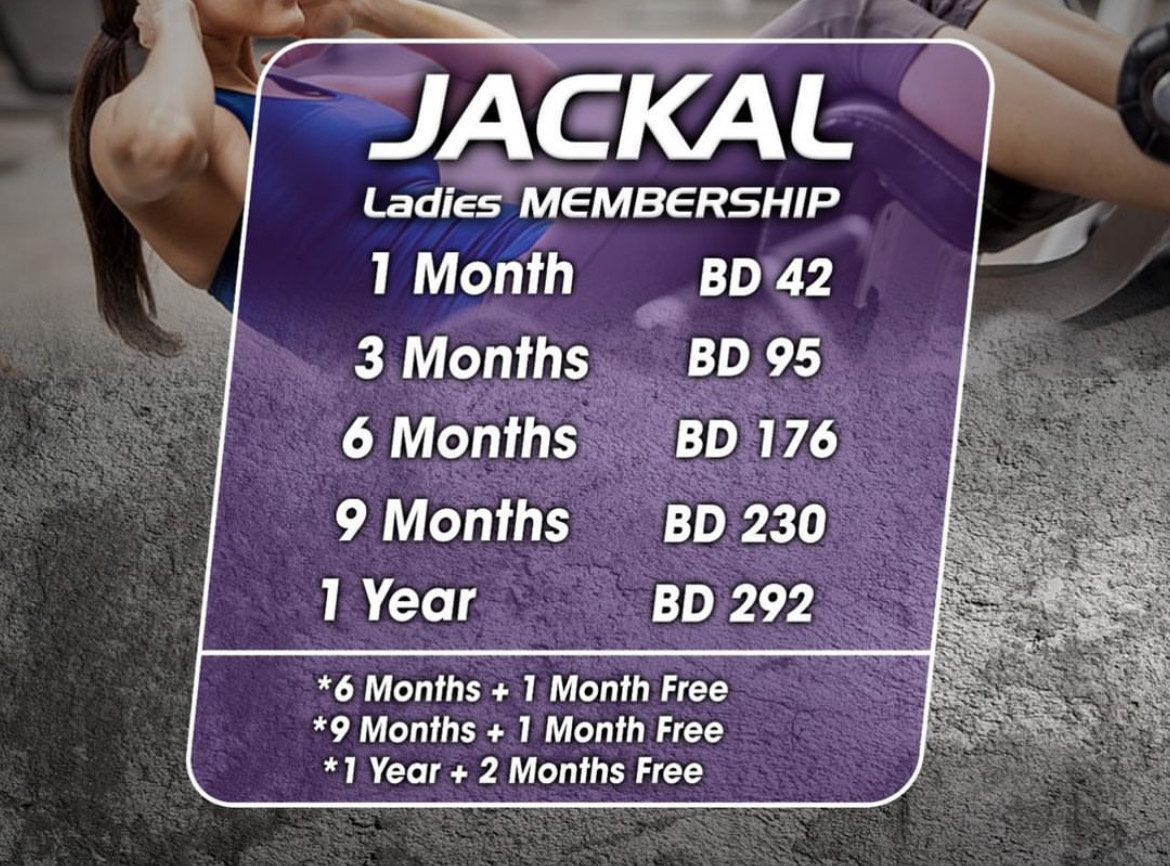 JACKAL
Ladies MEMBERSHIP
1 Month BD 42
3 Months BD 95
6 Months BD 176
9 Months BD 230
1 Year BD 292
*6 Months + 1 Month Free
*9 Months + 1 Month Free
*1 Year + 2 Months Free